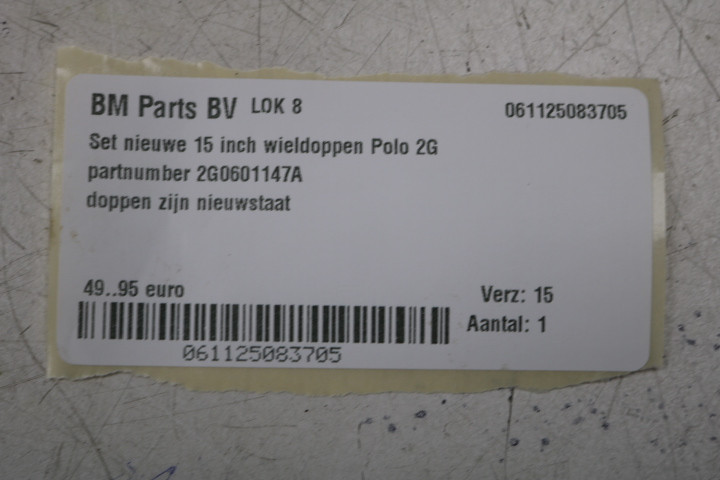 BM Parts BV LOK 8 061125083705
Set nieuwe 15 inch wieldoppen Polo 2G
partnumber 2G0601147A
doppen zijn nieuwstaat
49..95 euro Verz: 15
Aantal: 1
061125083705